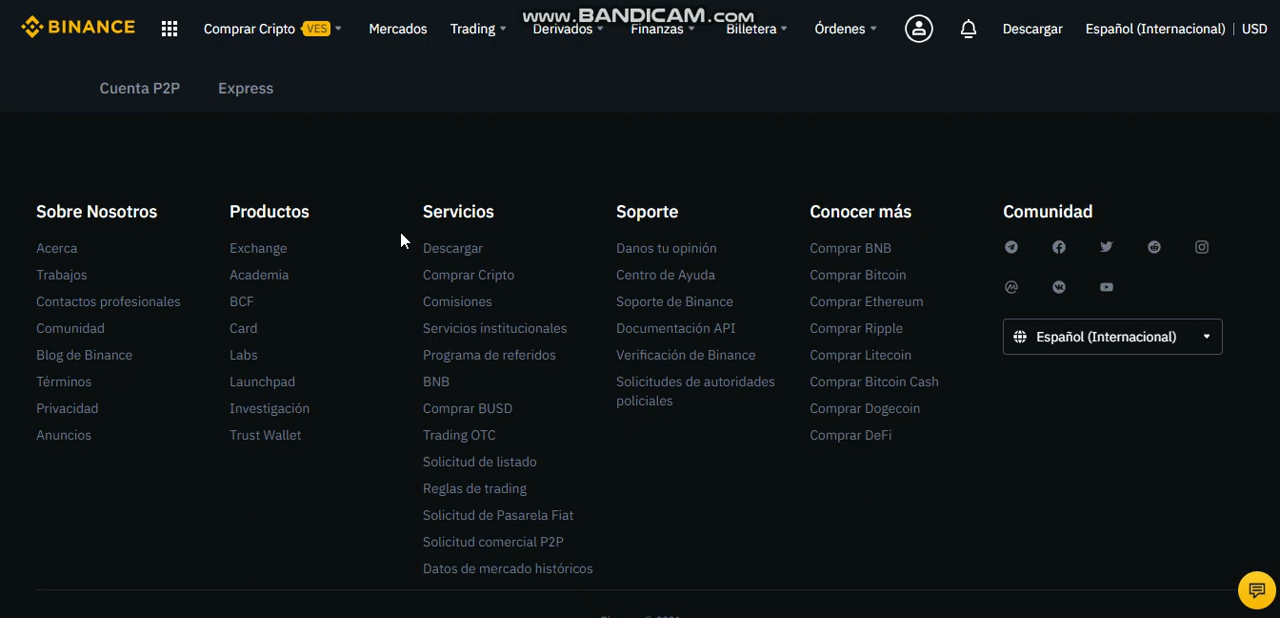 www.BANDICAM.com
BINANCE Comprar Cripto VES Mercados Trading Derivados Finanzas Billetera Órdenes Descargar Español (Internacional) | USD
Cuenta P2P Express
Sobre Nosotros
Acerca
Trabajos
Contactos profesionales
Comunidad
Blog de Binance
Términos
Privacidad
Anuncios
Productos
Exchange
Academia
BCF
Card
Labs
Launchpad
Investigación
Trust Wallet
Servicios
Descargar
Comprar Cripto
Comisiones
Servicios institucionales
Programa de referidos
BNB
Comprar BUSD
Trading OTC
Solicitud de listado
Reglas de trading
Solicitud de Pasarela Fiat
Solicitud comercial P2P
Datos de mercado históricos
Soporte
Danos tu opinión
Centro de Ayuda
Soporte de Binance
Documentación API
Verificación de Binance
Solicitudes de autoridades
policiales
Conocer más
Comprar BNB
Comprar Bitcoin
Comprar Ethereum
Comprar Ripple
Comprar Litecoin
Comprar Bitcoin Cash
Comprar Dogecoin
Comprar DeFi
Comunidad
Español (Internacional)